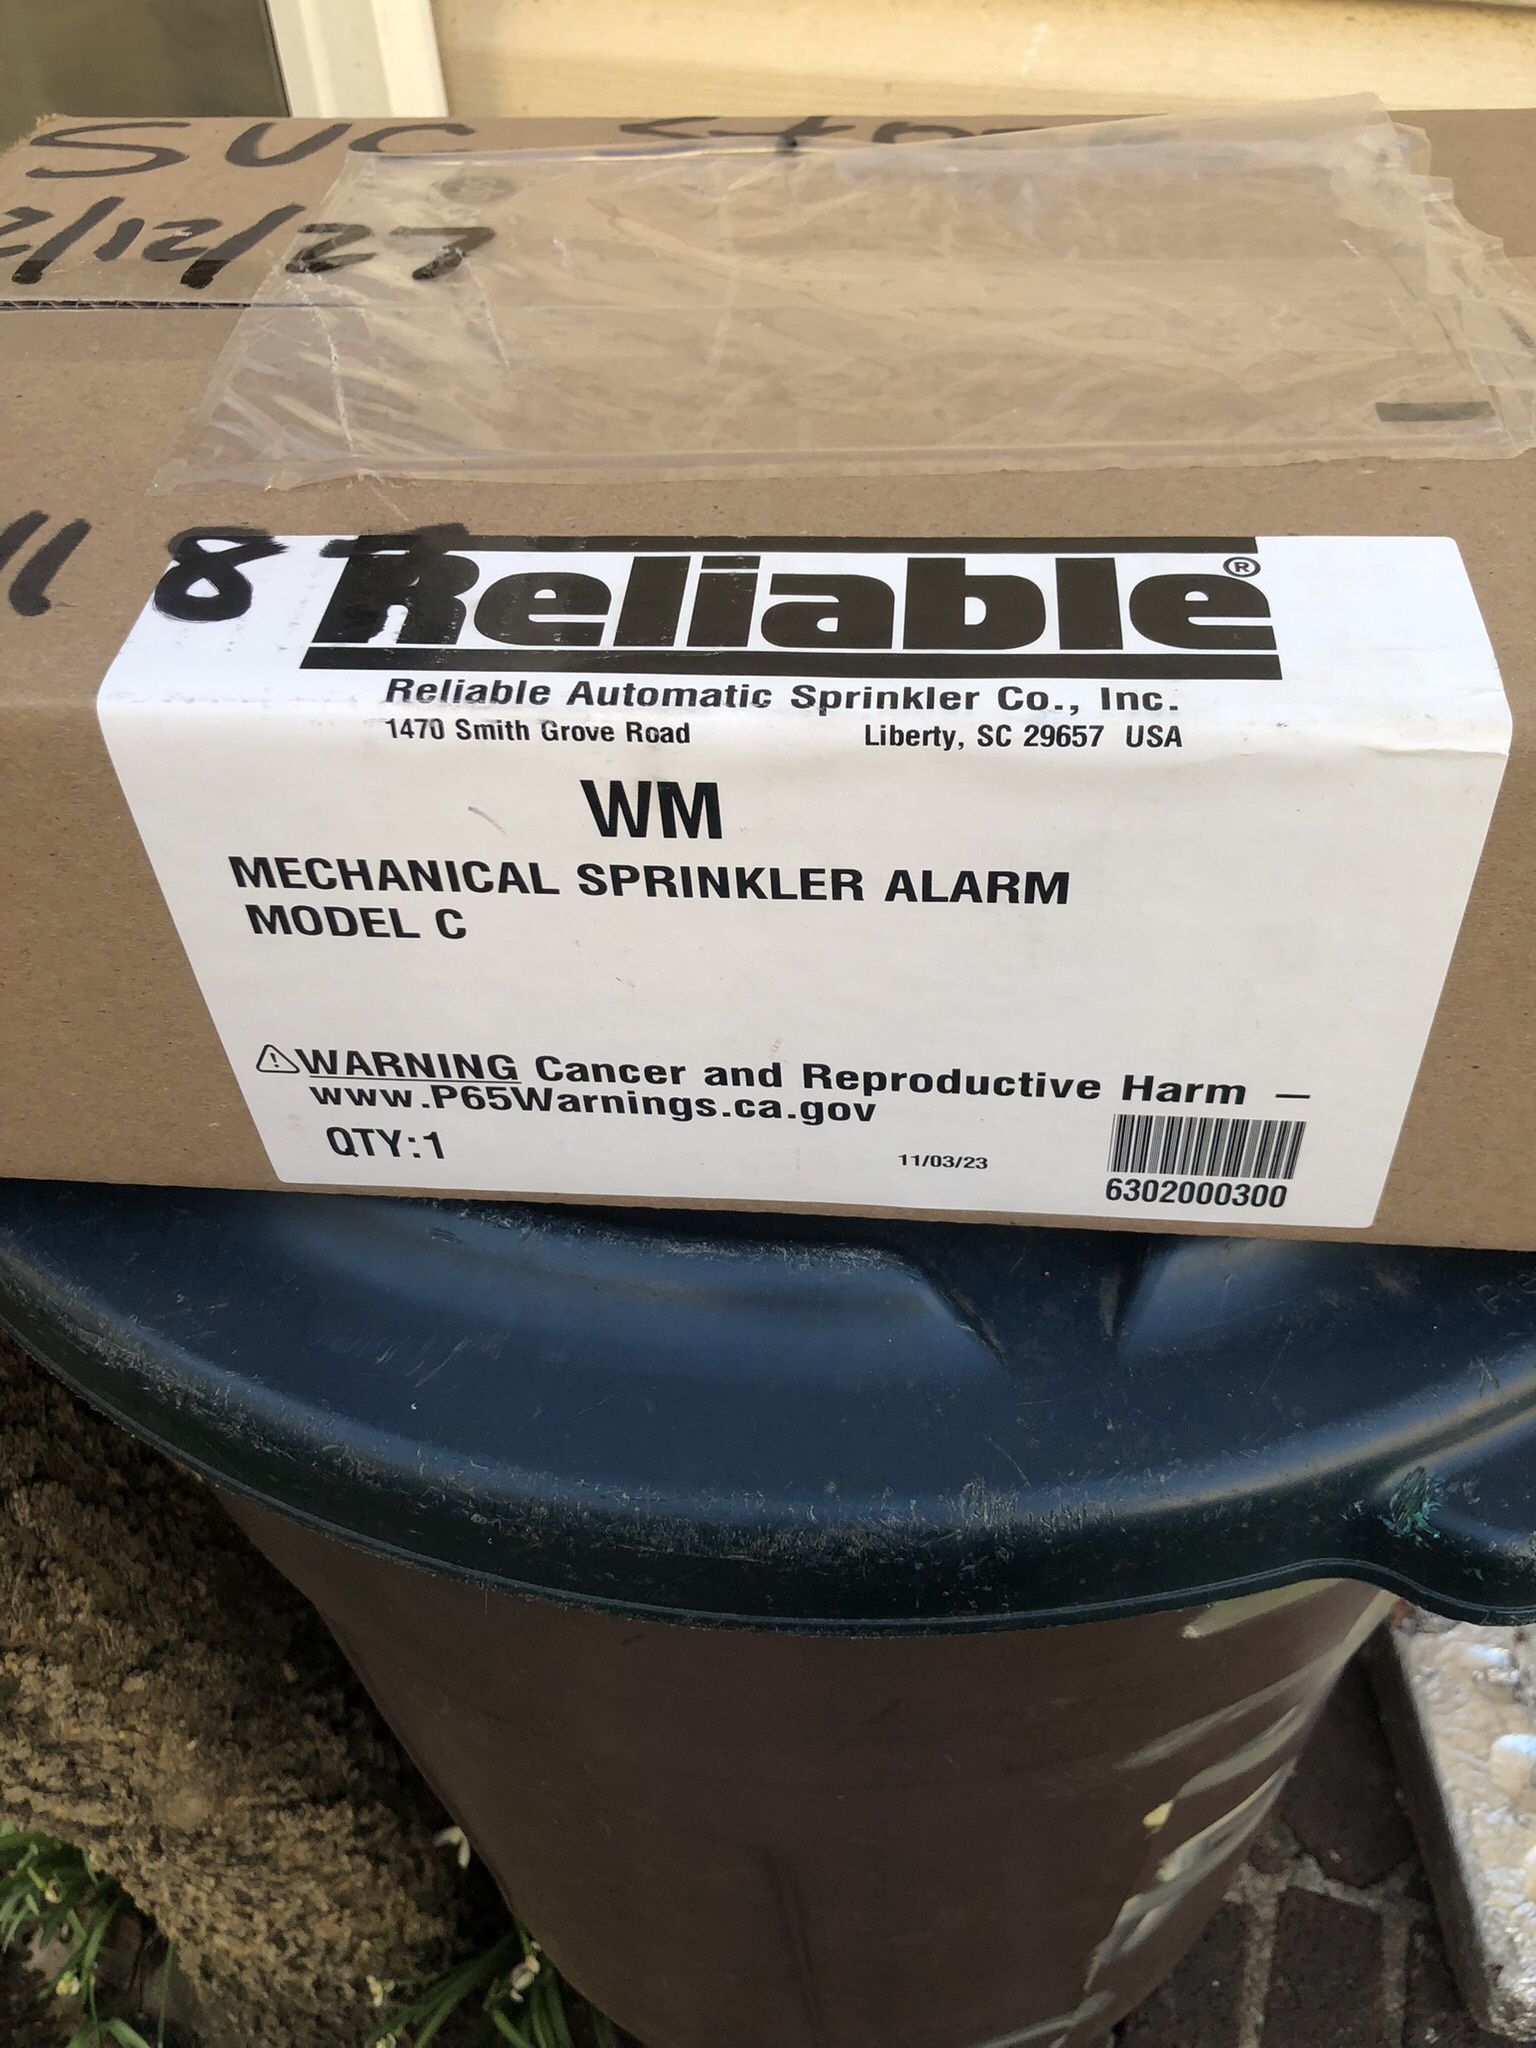 SUC
Reliable®
Reliable Automatic Sprinkler Co., Inc.
1470 Smith Grove Road Liberty, SC 29657 USA
WM
MECHANICAL SPRINKLER ALARM
MODEL C
⚠WARNING Cancer and Reproductive Harm —
www.P65Warnings.ca.gov
QTY:1 11/03/23
6302000300